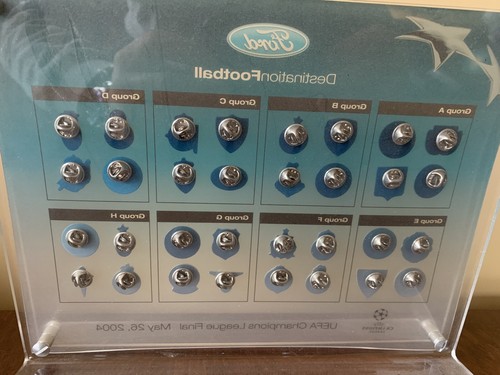 Ford
DestinationFootball
Group A
Group B
Group C
Group D
Group E
Group F
Group G
Group H
UEFA Champions League Final May 26, 2004